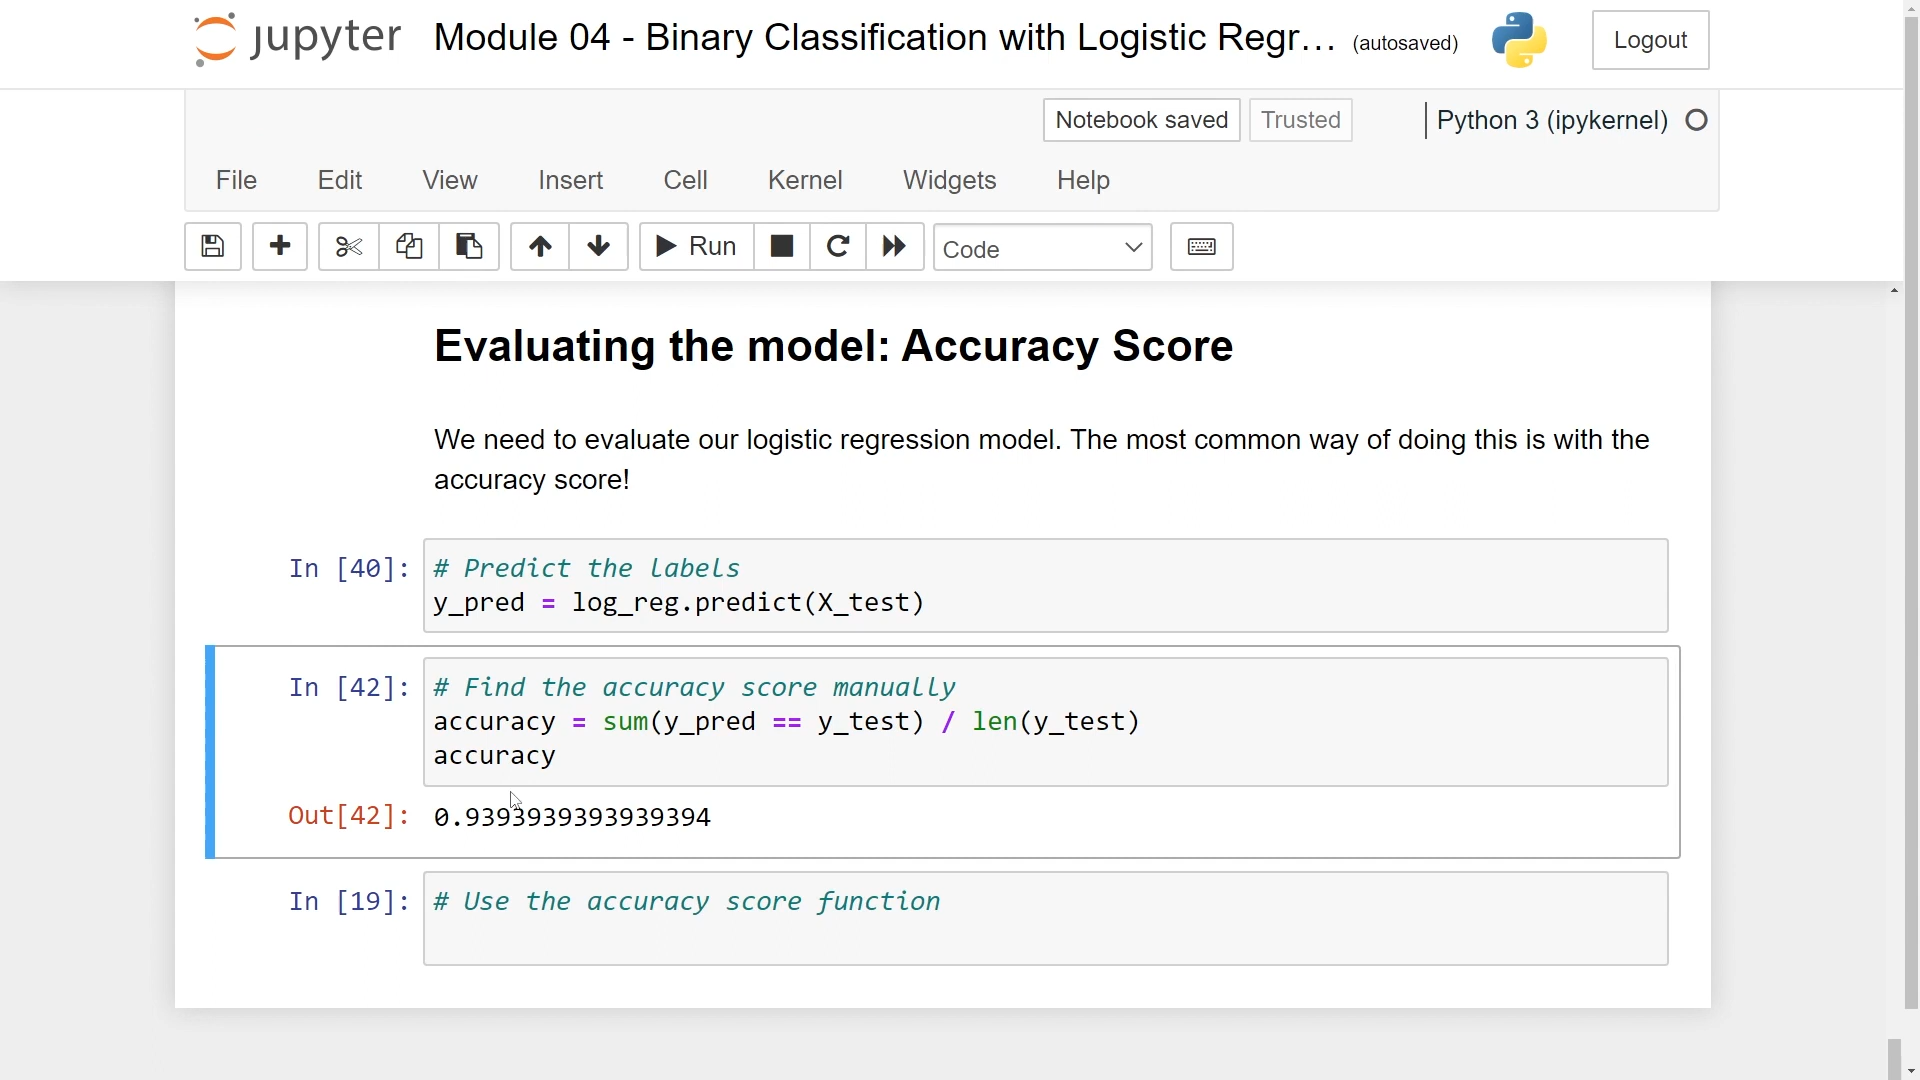 jupyter Module 04 - Binary Classification with Logistic Regr... (autosaved) Logout
Notebook saved Trusted Python 3 (ipykernel)
File Edit View Insert Cell Kernel Widgets Help
Run Code
Evaluating the model: Accuracy Score
We need to evaluate our logistic regression model. The most common way of doing this is with the
accuracy score!
In [40]: # Predict the labels
y_pred = log_reg.predict(X_test)
In [42]: # Find the accuracy score manually
accuracy = sum(y_pred == y_test) / len(y_test)
accuracy
Out[42]: 0.9393939393939394
In [19]: # Use the accuracy score function